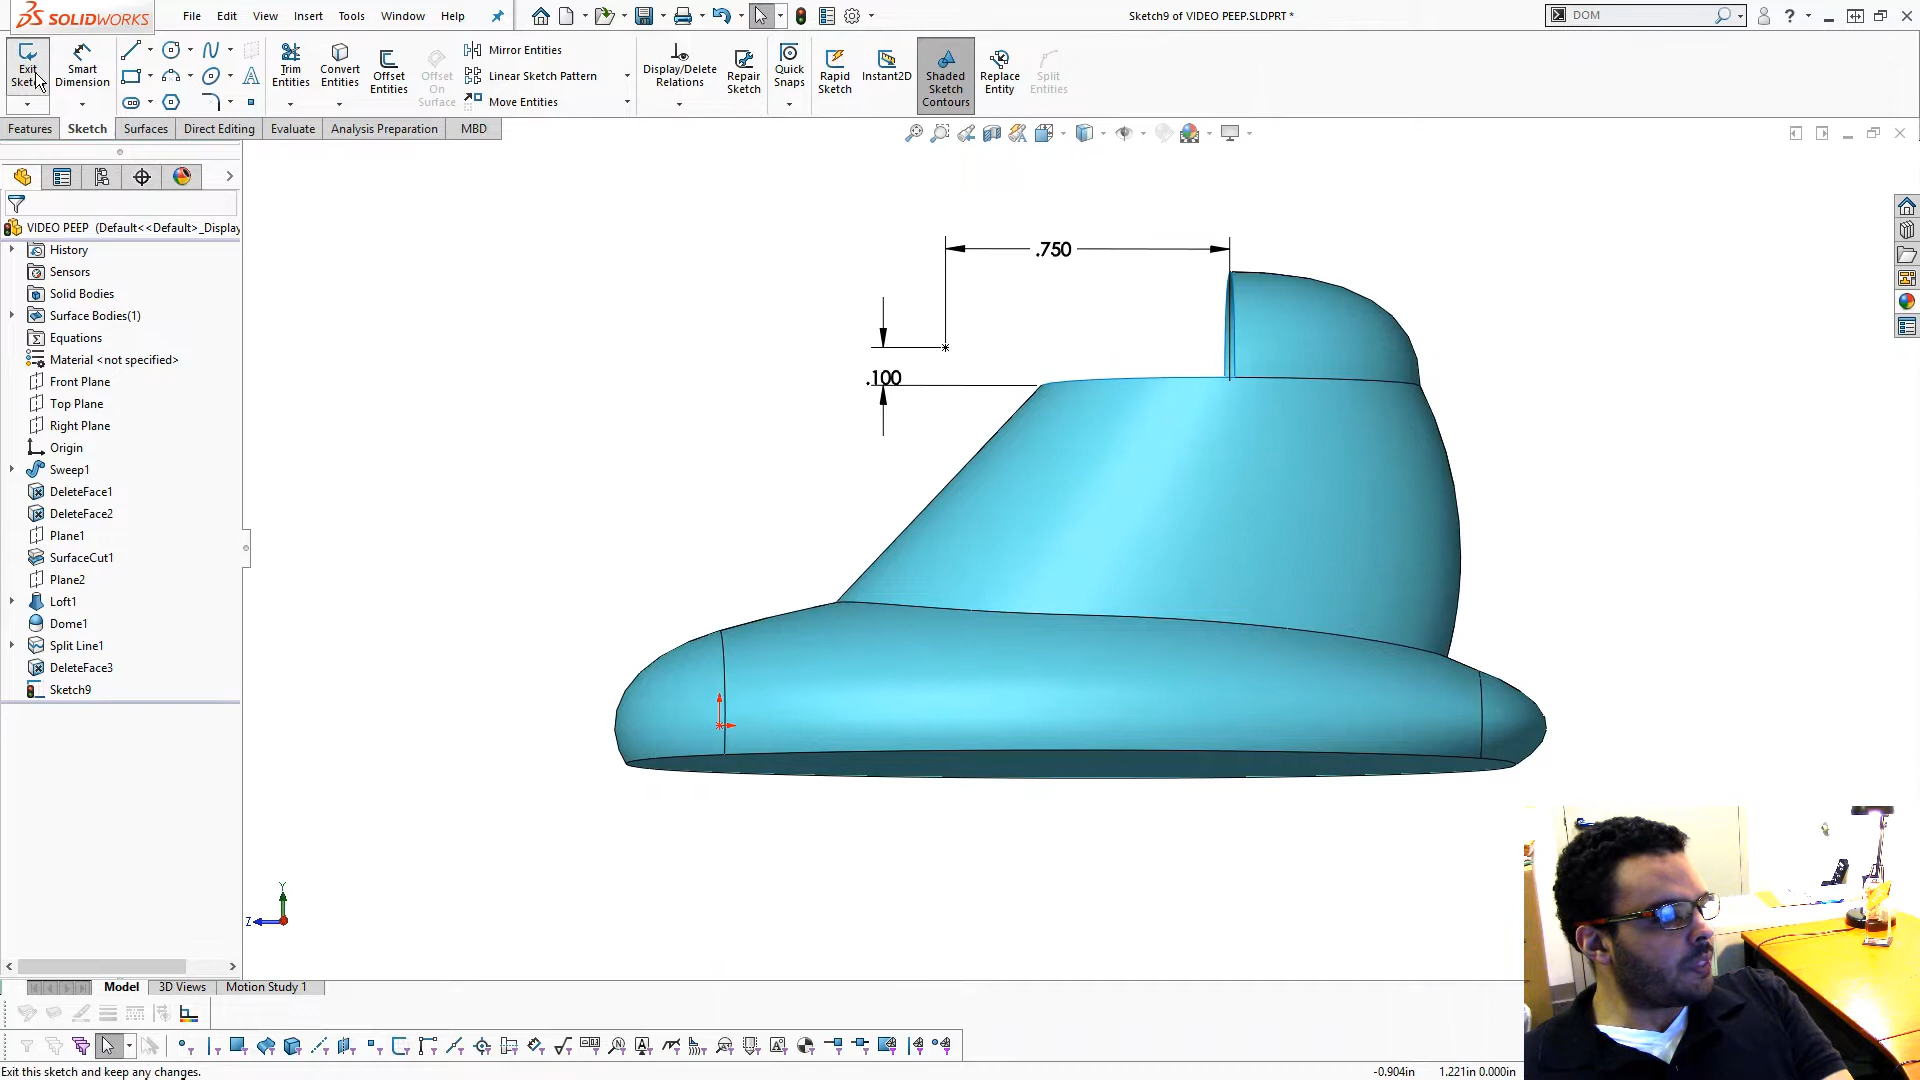 SOLIDWORKS
File Edit View Insert Tools Window Help
Sketch9 of VIDEO PEEP.SLDPRT *
DOM
Exit Sketch
Smart Dimension
Trim Entities
Convert Entities
Offset Entities
Offset On Surface
Mirror Entities
Linear Sketch Pattern
Move Entities
Display/Delete Relations
Repair Sketch
Quick Snaps
Rapid Sketch
Instant2D
Shaded Sketch Contours
Replace Entity
Split Entities
Features Sketch Surfaces Direct Editing Evaluate Analysis Preparation MBD
VIDEO PEEP (Default<<Default>_Display
History
Sensors
Solid Bodies
Surface Bodies(1)
Equations
Material <not specified>
Front Plane
Top Plane
Right Plane
Origin
Sweep1
DeleteFace1
DeleteFace2
Plane1
SurfaceCut1
Plane2
Loft1
Dome1
Split Line1
DeleteFace3
Sketch9
.750
.100
Y
Z
Model 3D Views Motion Study 1
Exit this sketch and keep any changes.
-0.904in 1.221in 0.000in